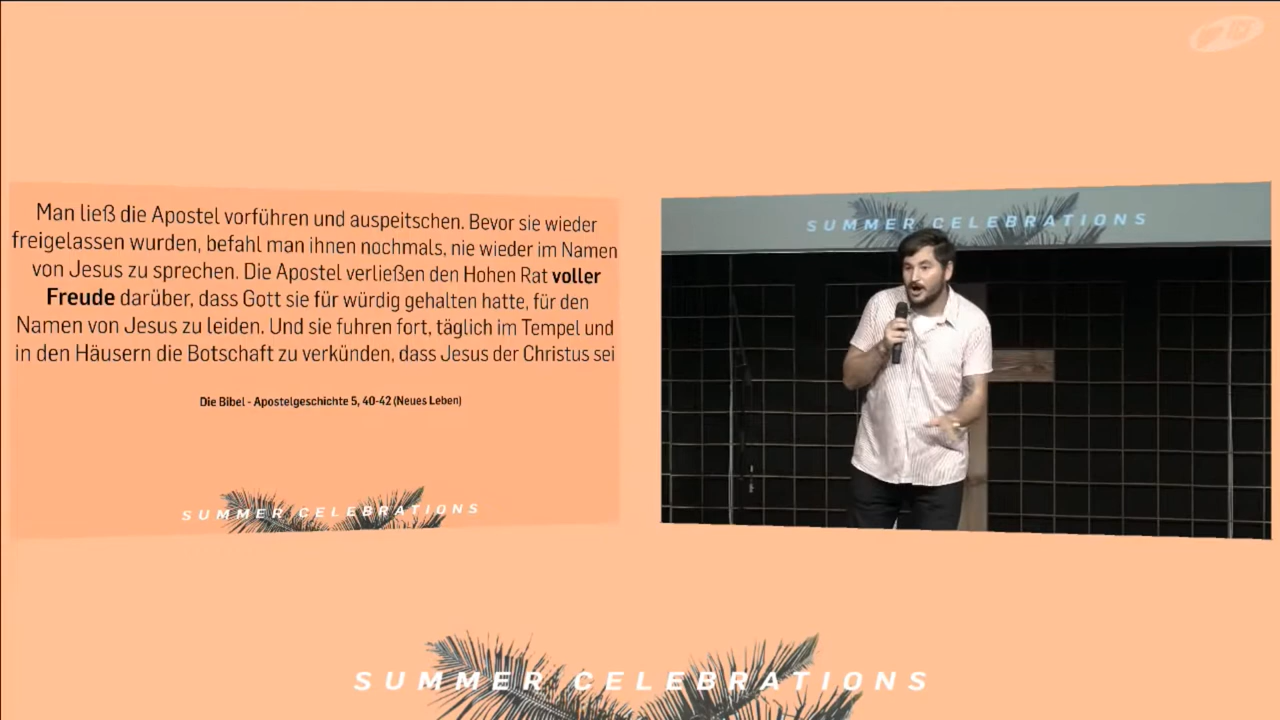 Man ließ die Apostel vorführen und auspeitschen. Bevor sie wieder
freigelassen wurden, befahl man ihnen nochmals, nie wieder im Namen
von Jesus zu sprechen. Die Apostel verließen den Hohen Rat voller
Freude darüber, dass Gott sie für würdig gehalten hatte, für den
Namen von Jesus zu leiden. Und sie fuhren fort, täglich im Tempel und
in den Häusern die Botschaft zu verkünden, dass Jesus der Christus sei
Die Bibel - Apostelgeschichte 5, 40-42 (Neues Leben)
SUMMER CELEBRATIONS
SUMMER CELEBRATIONS
SUMMER CELEBRATIONS